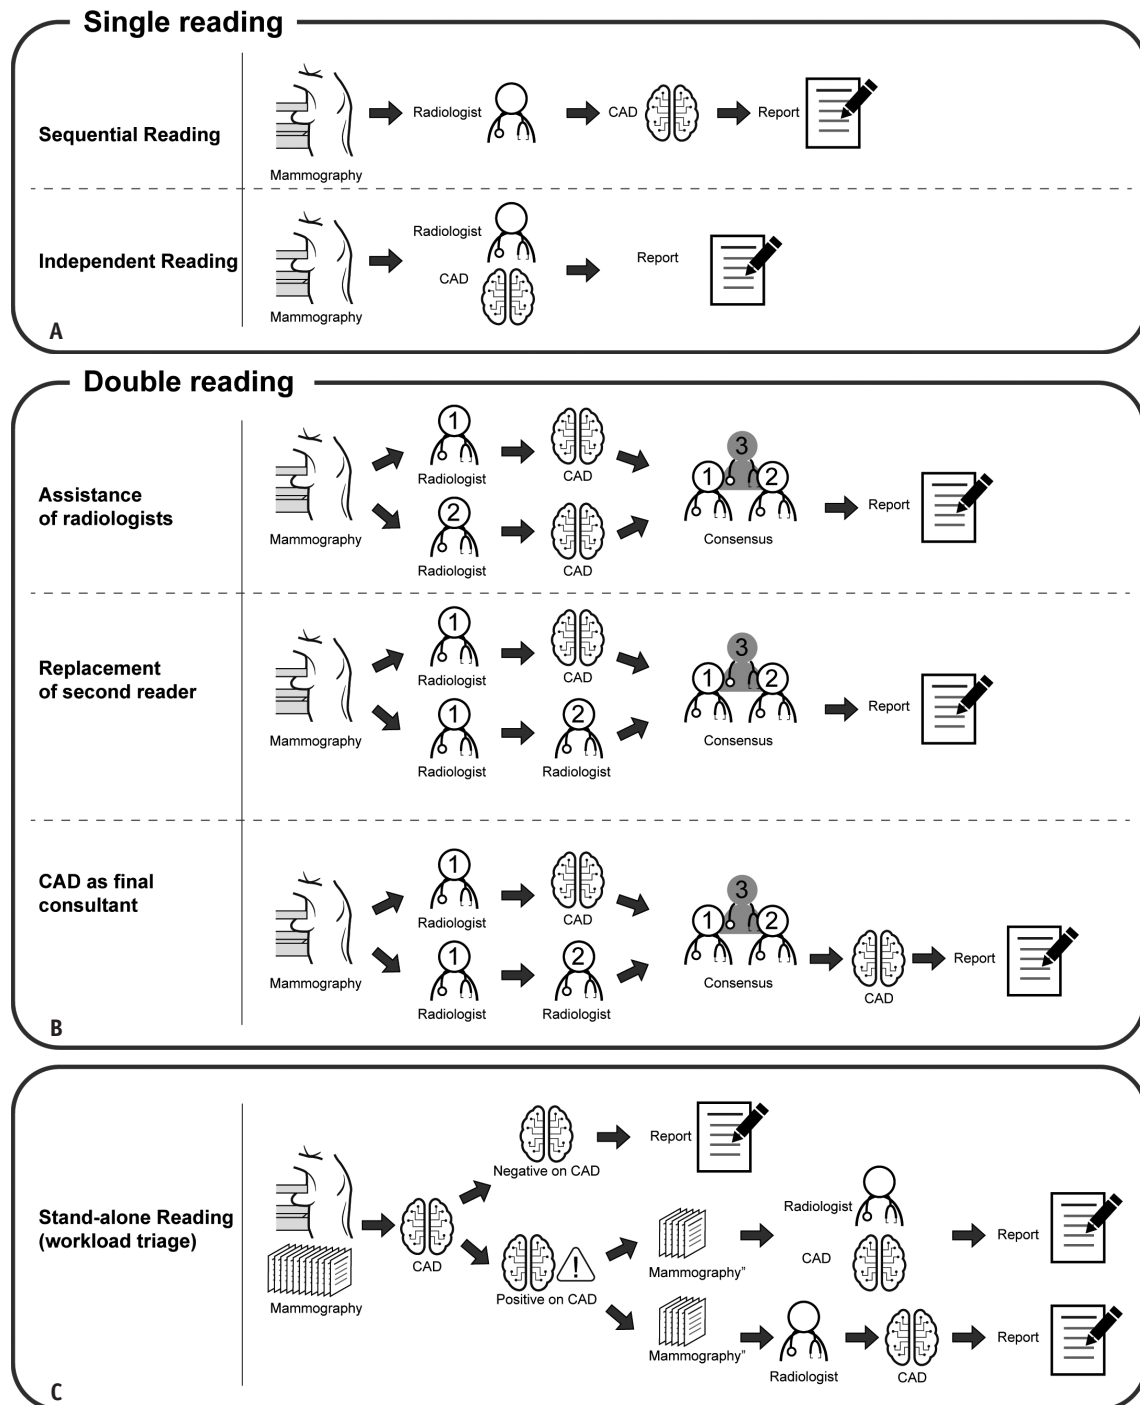 Single reading
Sequential Reading
Mammography
Radiologist
CAD
Report
Independent Reading
Mammography
Radiologist
CAD
Report
A
Double reading
Assistance
of radiologists
Mammography
1
Radiologist
CAD
2
Radiologist
CAD
3
1 2
Consensus
Report
Replacement
of second reader
Mammography
1
Radiologist
CAD
1
Radiologist
2
Radiologist
3
1 2
Consensus
Report
CAD as final
consultant
Mammography
1
Radiologist
CAD
1
Radiologist
2
Radiologist
3
1 2
Consensus
CAD
Report
B
Stand-alone Reading
(workload triage)
Mammography
CAD
Negative on CAD
Report
!
Positive on CAD
Mammography"
Radiologist
CAD
Report
Mammography"
Radiologist
CAD
Report
C